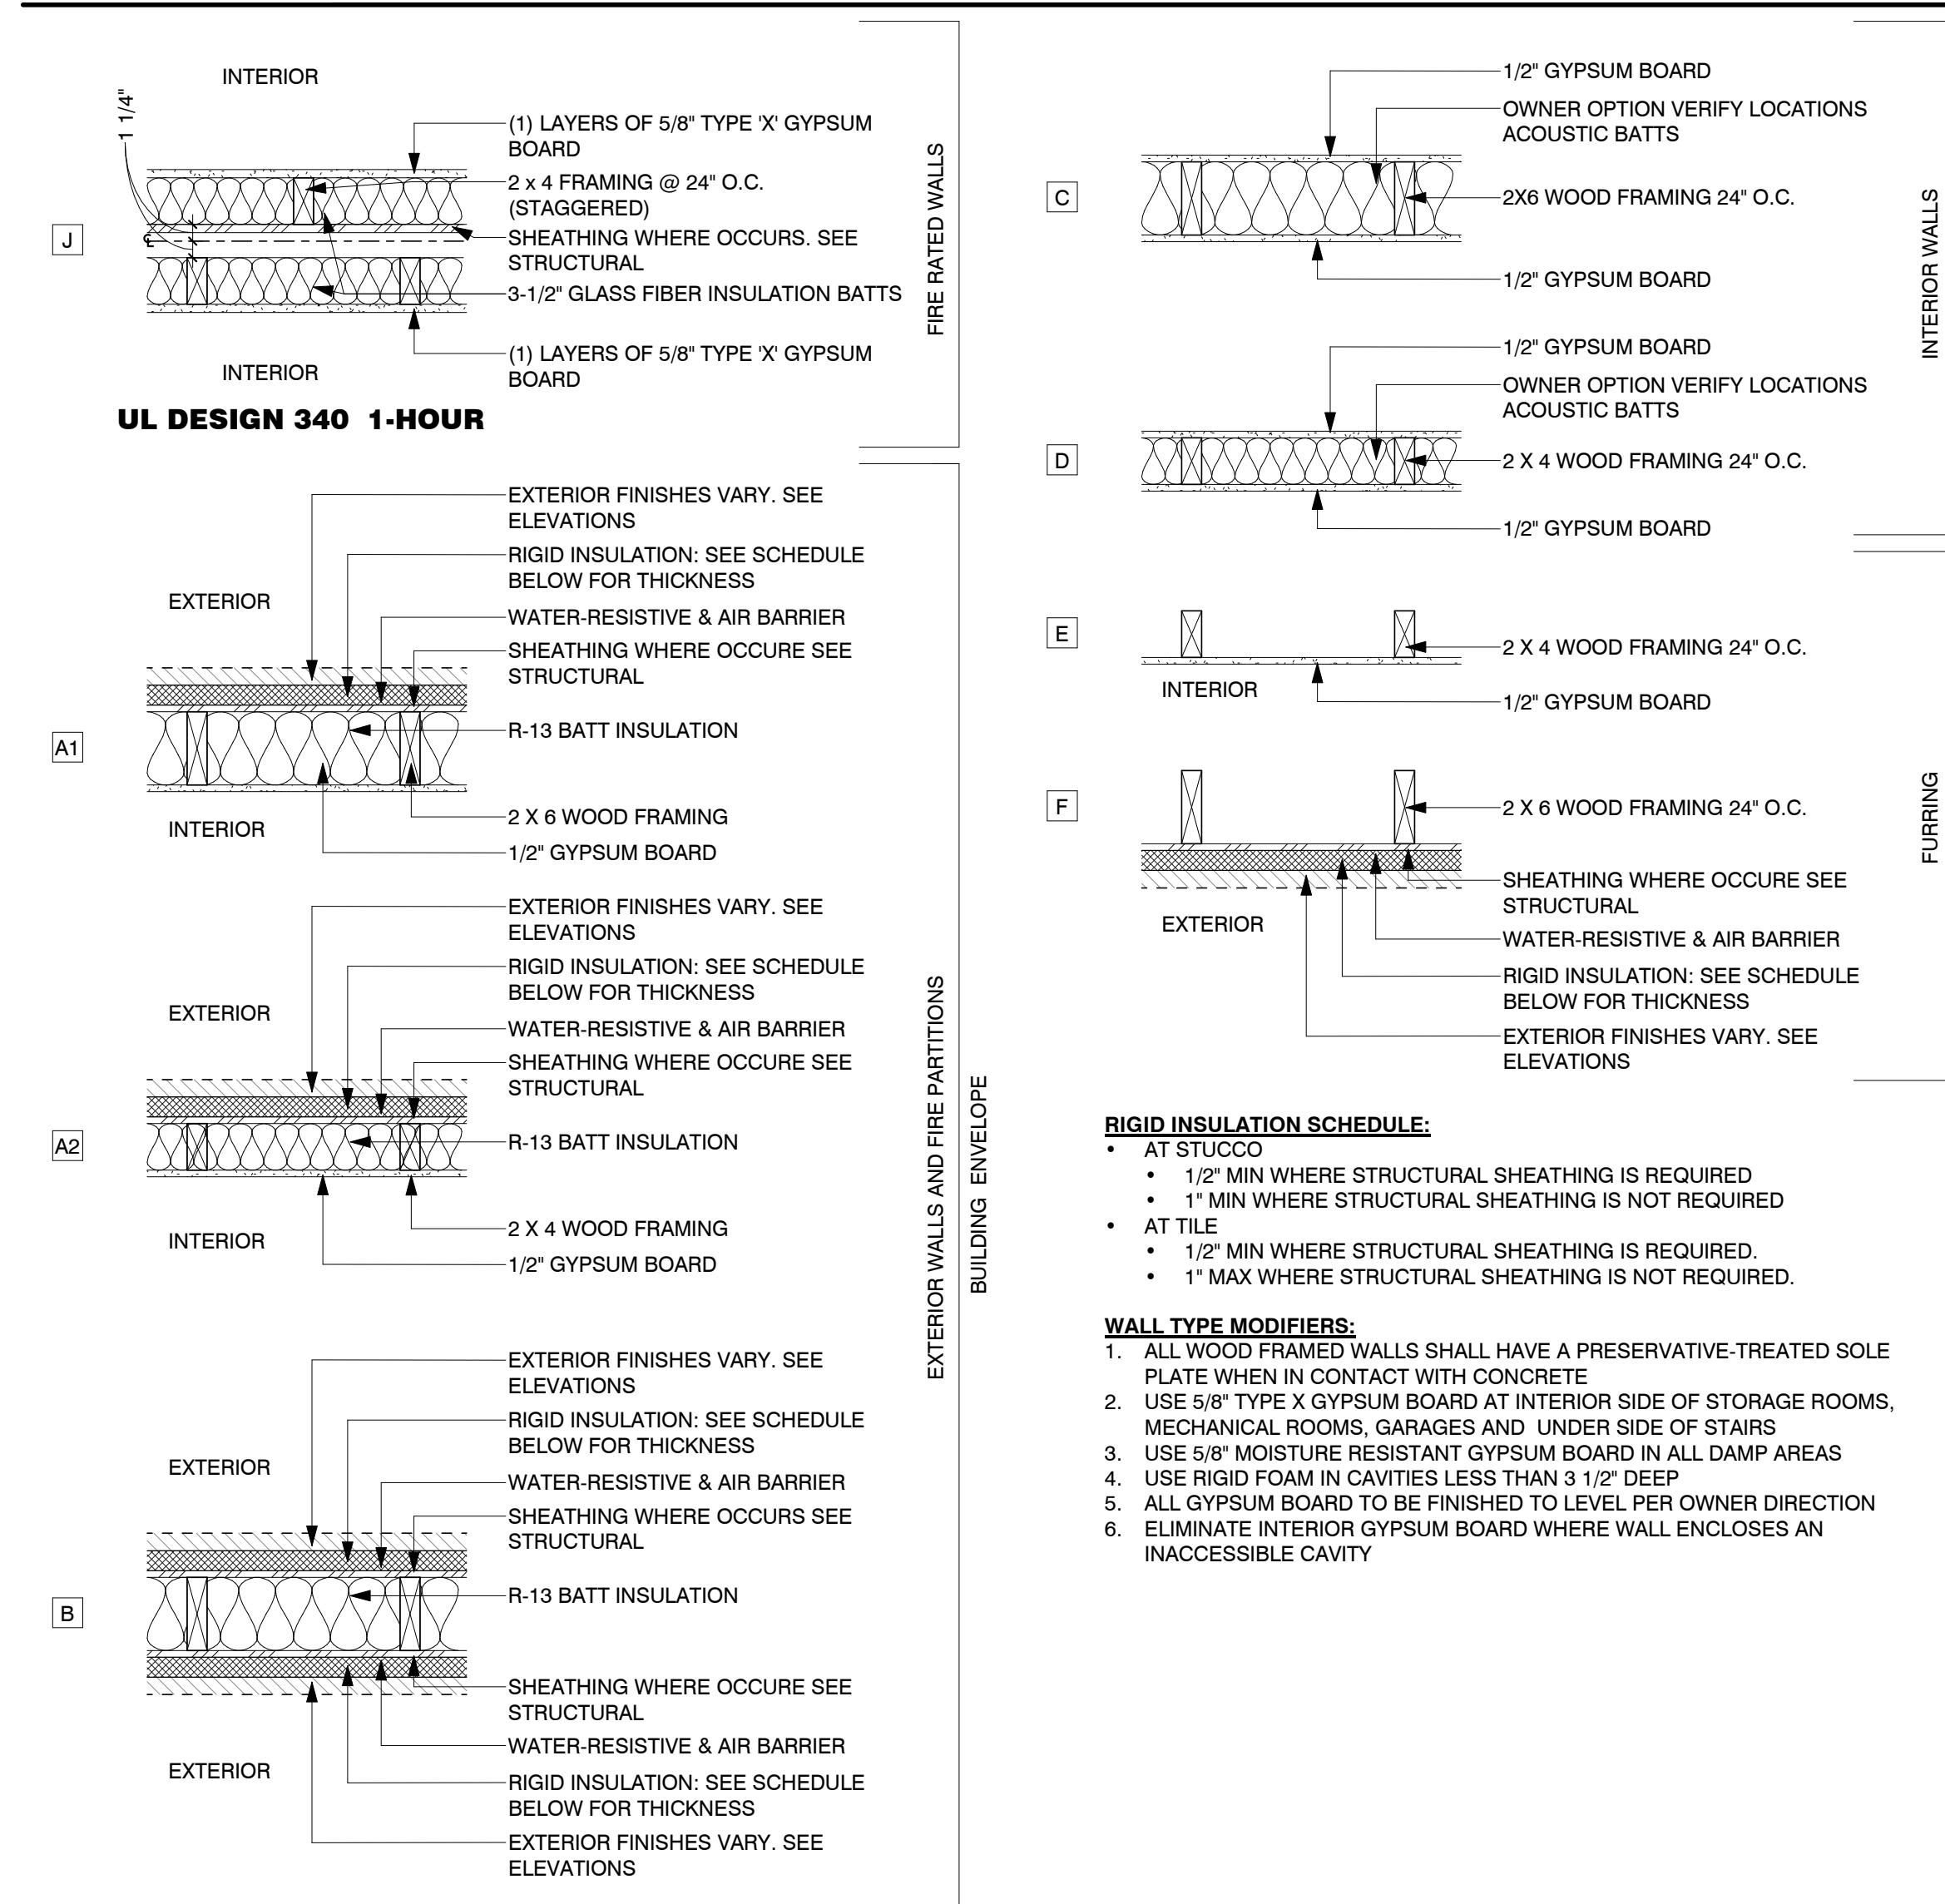 INTERIOR
1 1/4"
(1) LAYERS OF 5/8" TYPE 'X' GYPSUM
BOARD
2 x 4 FRAMING @ 24" O.C.
(STAGGERED)
J
SHEATHING WHERE OCCURS. SEE
STRUCTURAL
3-1/2" GLASS FIBER INSULATION BATTS
(1) LAYERS OF 5/8" TYPE 'X' GYPSUM
BOARD
INTERIOR
UL DESIGN 340 1-HOUR
FIRE RATED WALLS
EXTERIOR FINISHES VARY. SEE
ELEVATIONS
RIGID INSULATION: SEE SCHEDULE
BELOW FOR THICKNESS
EXTERIOR
WATER-RESISTIVE & AIR BARRIER
SHEATHING WHERE OCCURE SEE
STRUCTURAL
R-13 BATT INSULATION
A1
2 X 6 WOOD FRAMING
INTERIOR
1/2" GYPSUM BOARD
EXTERIOR FINISHES VARY. SEE
ELEVATIONS
RIGID INSULATION: SEE SCHEDULE
BELOW FOR THICKNESS
EXTERIOR
WATER-RESISTIVE & AIR BARRIER
SHEATHING WHERE OCCURE SEE
STRUCTURAL
R-13 BATT INSULATION
A2
2 X 4 WOOD FRAMING
INTERIOR
1/2" GYPSUM BOARD
EXTERIOR FINISHES VARY. SEE
ELEVATIONS
RIGID INSULATION: SEE SCHEDULE
BELOW FOR THICKNESS
EXTERIOR
WATER-RESISTIVE & AIR BARRIER
SHEATHING WHERE OCCURS SEE
STRUCTURAL
R-13 BATT INSULATION
B
SHEATHING WHERE OCCURE SEE
STRUCTURAL
WATER-RESISTIVE & AIR BARRIER
EXTERIOR
RIGID INSULATION: SEE SCHEDULE
BELOW FOR THICKNESS
EXTERIOR FINISHES VARY. SEE
ELEVATIONS
EXTERIOR WALLS AND FIRE PARTITIONS
BUILDING ENVELOPE
1/2" GYPSUM BOARD
OWNER OPTION VERIFY LOCATIONS
ACOUSTIC BATTS
C
2X6 WOOD FRAMING 24" O.C.
1/2" GYPSUM BOARD
1/2" GYPSUM BOARD
OWNER OPTION VERIFY LOCATIONS
ACOUSTIC BATTS
D
2 X 4 WOOD FRAMING 24" O.C.
1/2" GYPSUM BOARD
INTERIOR WALLS
E
2 X 4 WOOD FRAMING 24" O.C.
INTERIOR
1/2" GYPSUM BOARD
F
2 X 6 WOOD FRAMING 24" O.C.
SHEATHING WHERE OCCURE SEE
STRUCTURAL
EXTERIOR
WATER-RESISTIVE & AIR BARRIER
RIGID INSULATION: SEE SCHEDULE
BELOW FOR THICKNESS
EXTERIOR FINISHES VARY. SEE
ELEVATIONS
FURRING
RIGID INSULATION SCHEDULE:
• AT STUCCO
• 1/2" MIN WHERE STRUCTURAL SHEATHING IS REQUIRED
• 1" MIN WHERE STRUCTURAL SHEATHING IS NOT REQUIRED
• AT TILE
• 1/2" MIN WHERE STRUCTURAL SHEATHING IS REQUIRED.
• 1" MAX WHERE STRUCTURAL SHEATHING IS NOT REQUIRED.
WALL TYPE MODIFIERS:
1. ALL WOOD FRAMED WALLS SHALL HAVE A PRESERVATIVE-TREATED SOLE
PLATE WHEN IN CONTACT WITH CONCRETE
2. USE 5/8" TYPE X GYPSUM BOARD AT INTERIOR SIDE OF STORAGE ROOMS,
MECHANICAL ROOMS, GARAGES AND UNDER SIDE OF STAIRS
3. USE 5/8" MOISTURE RESISTANT GYPSUM BOARD IN ALL DAMP AREAS
4. USE RIGID FOAM IN CAVITIES LESS THAN 3 1/2" DEEP
5. ALL GYPSUM BOARD TO BE FINISHED TO LEVEL PER OWNER DIRECTION
6. ELIMINATE INTERIOR GYPSUM BOARD WHERE WALL ENCLOSES AN
INACCESSIBLE CAVITY